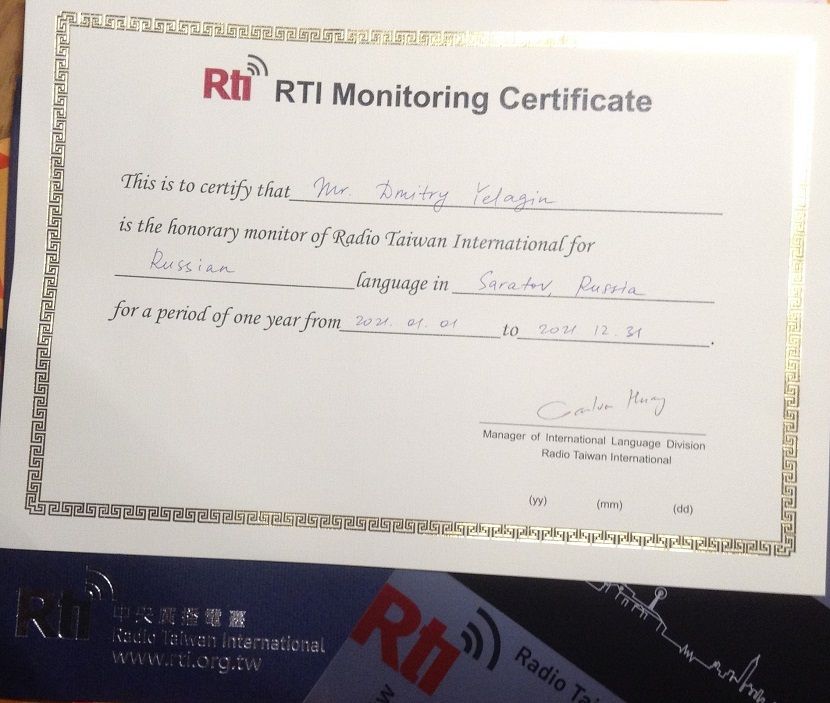 Rti RTI Monitoring Certificate
This is to certify that Mr. Dmitry Yelagin
is the honorary monitor of Radio Taiwan International for
Russian language in Saratov, Russia
for a period of one year from 2021. 01. 01 to 2021 12. 31.
Manager of International Language Division
Radio Taiwan International
(yy) (mm) (dd)
Rti 中央廣播電臺
Radio Taiwan International
www.rti.org.tw
Rti Radio Ta